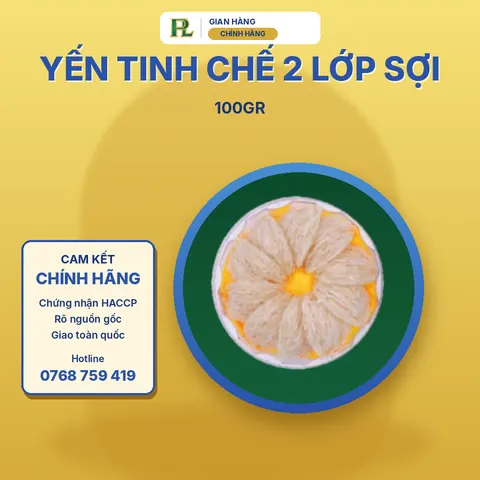 PL
GIAN HÀNG
CHÍNH HÃNG
YẾN TINH CHẾ 2 LỚP SỢI
100GR
CAM KẾT
CHÍNH HÃNG
Chứng nhận HACCP
Rõ nguồn gốc
Giao toàn quốc
Hotline
0768 759 419